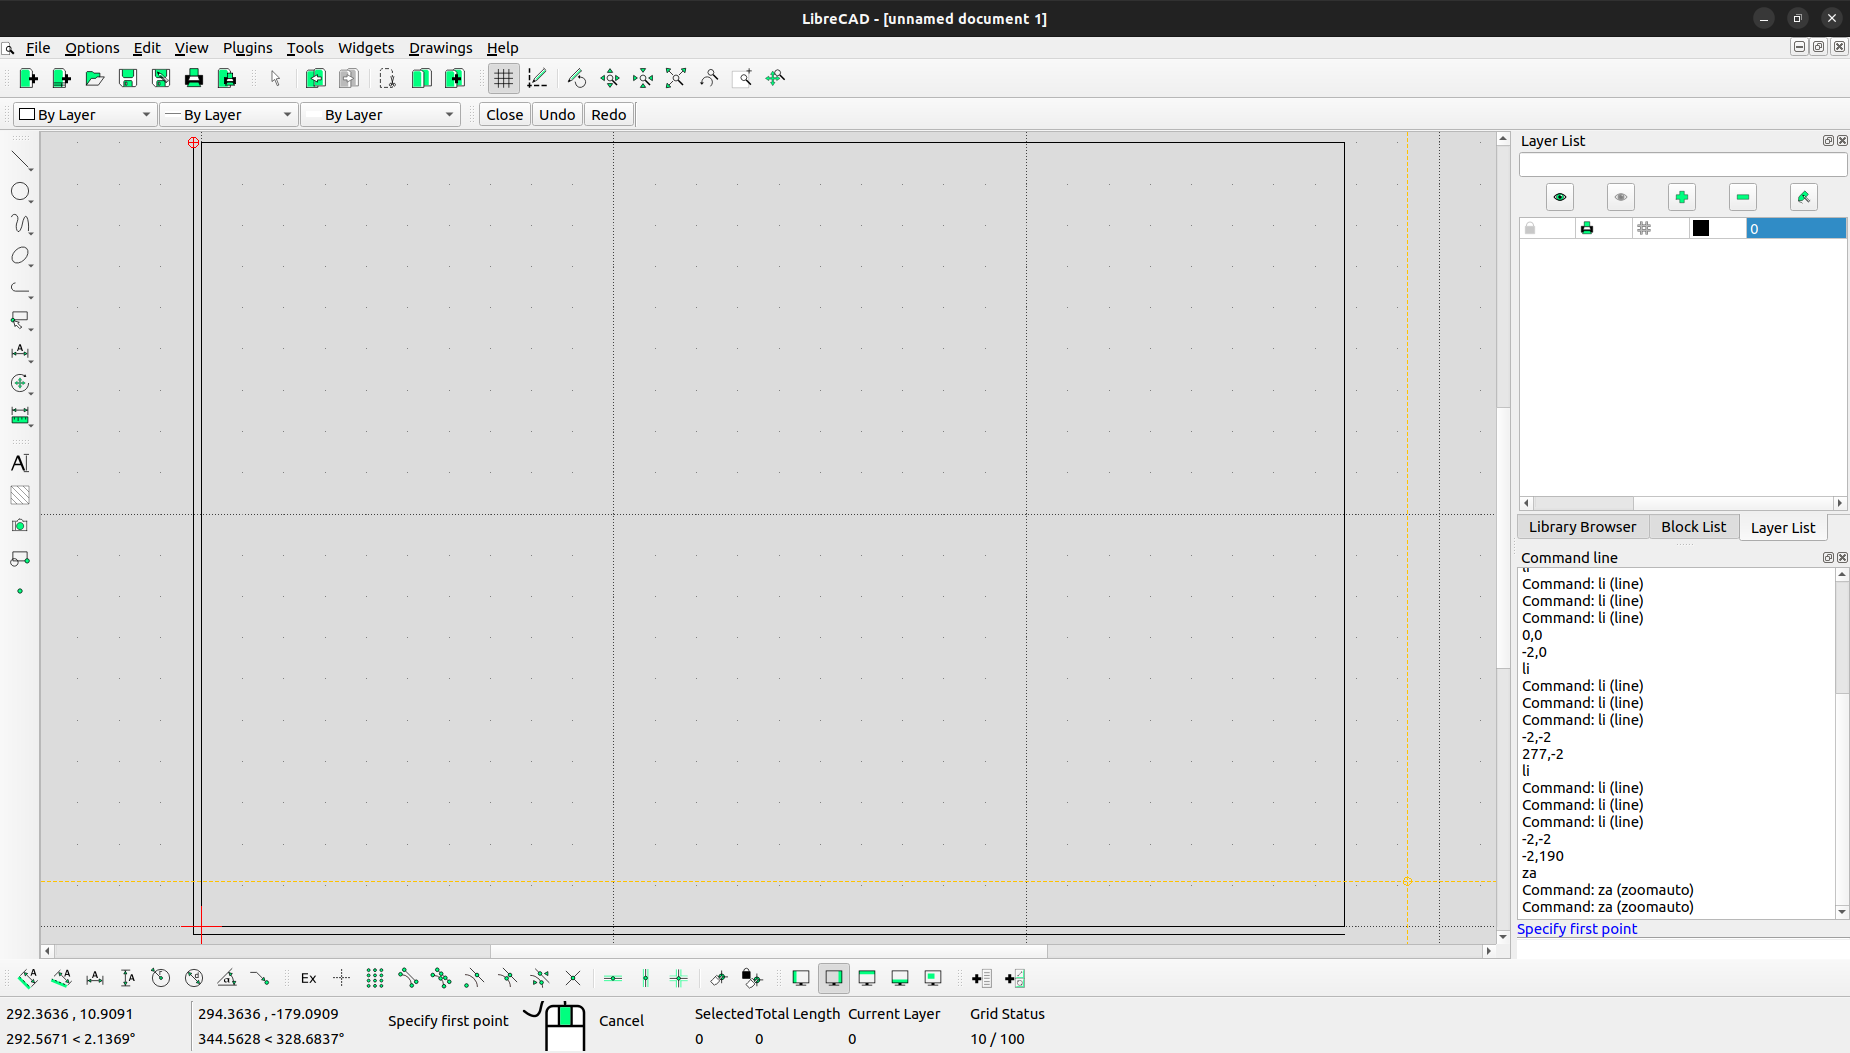 LibreCAD - [unnamed document 1]
File Options Edit View Plugins Tools Widgets Drawings Help
By Layer By Layer By Layer Close Undo Redo
Layer List
0
Library Browser Block List Layer List
Command line
li
Command: li (line)
Command: li (line)
Command: li (line)
0,0
-2,0
li
Command: li (line)
Command: li (line)
Command: li (line)
-2,-2
277,-2
li
Command: li (line)
Command: li (line)
Command: li (line)
-2,-2
-2,190
za
Command: za (zoomauto)
Command: za (zoomauto)
Specify first point
Ex
292.3636 , 10.9091
292.5671 < 2.1369°
294.3636 , -179.0909
344.5628 < 328.6837°
Specify first point
Cancel
Selected Total Length Current Layer Grid Status
0 0 0 10 / 100